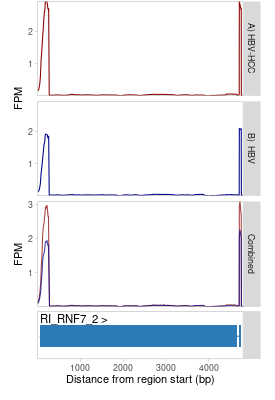 FPM
2
1
A) HBV-HCC
2
1
B) HBV
FPM
3
2
1
Combined
RI_RNF7_2 >
1000 2000 3000 4000
Distance from region start (bp)